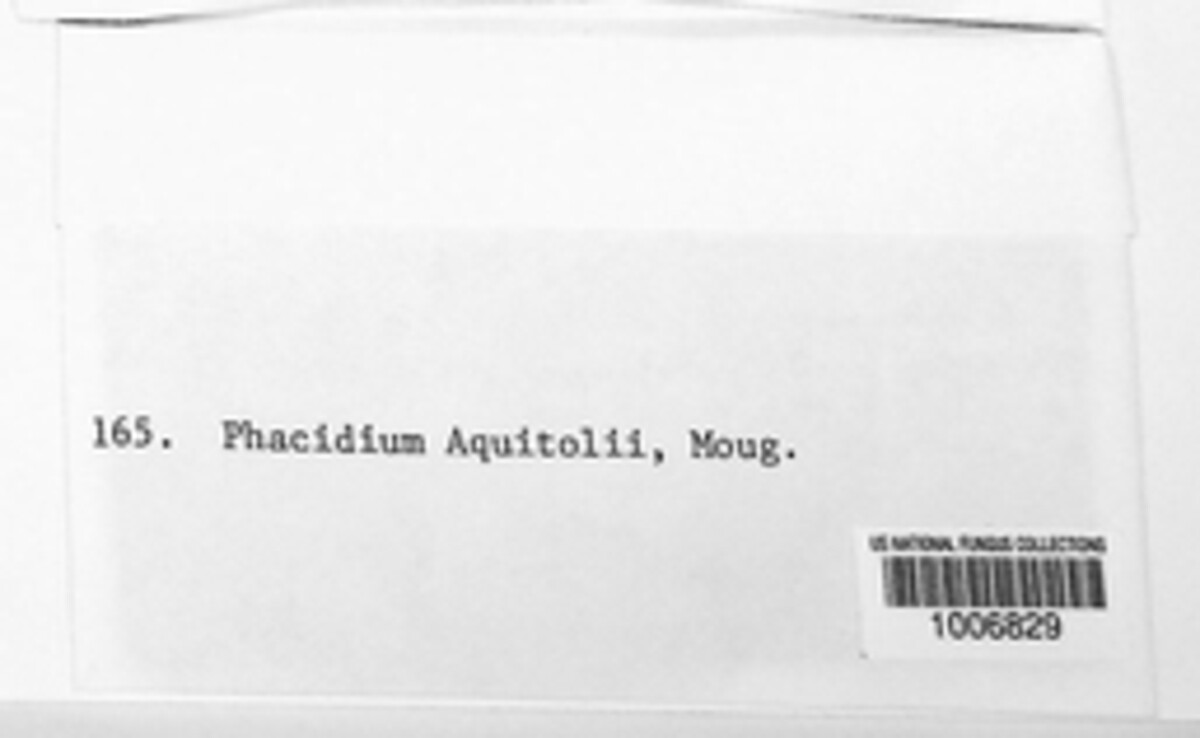 165. Phacidium Aquitolii, Moug.
US NATIONAL FUNGUS COLLECTIONS
1006829